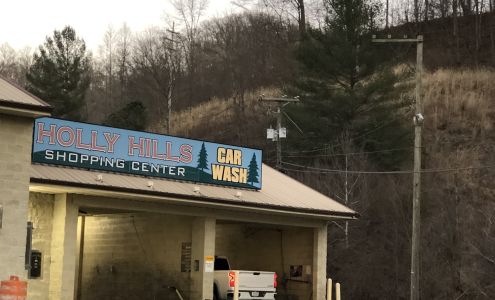 HOLLY HILLS
SHOPPING CENTER
CAR
WASH